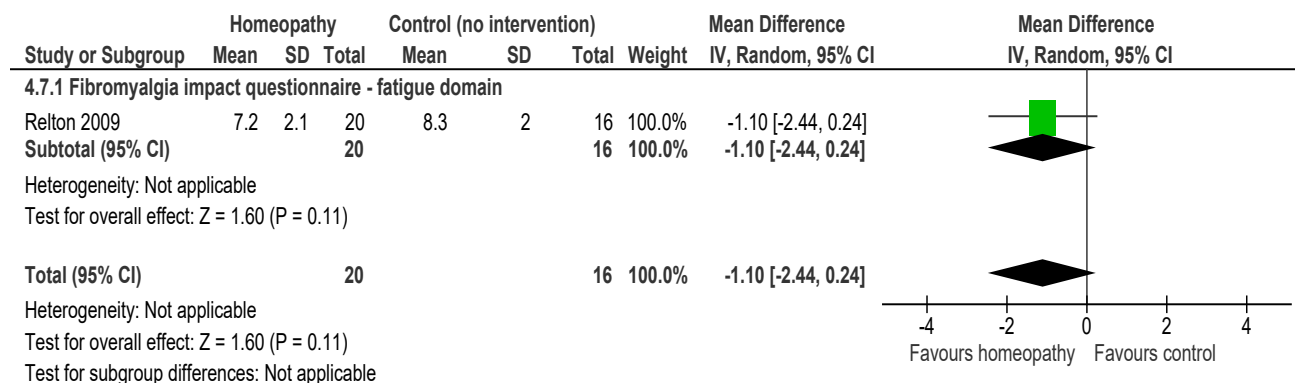 Homeopathy Control (no intervention) Mean Difference Mean Difference
Study or Subgroup Mean SD Total Mean SD Total Weight IV, Random, 95% CI IV, Random, 95% CI
4.7.1 Fibromyalgia impact questionnaire - fatigue domain
Relton 2009 7.2 2.1 20 8.3 2 16 100.0% -1.10 [-2.44, 0.24]
Subtotal (95% CI) 20 16 100.0% -1.10 [-2.44, 0.24]
Heterogeneity: Not applicable
Test for overall effect: Z = 1.60 (P = 0.11)
Total (95% CI) 20 16 100.0% -1.10 [-2.44, 0.24]
Heterogeneity: Not applicable
Test for overall effect: Z = 1.60 (P = 0.11)
Test for subgroup differences: Not applicable
-4 -2 0 2 4
Favours homeopathy Favours control